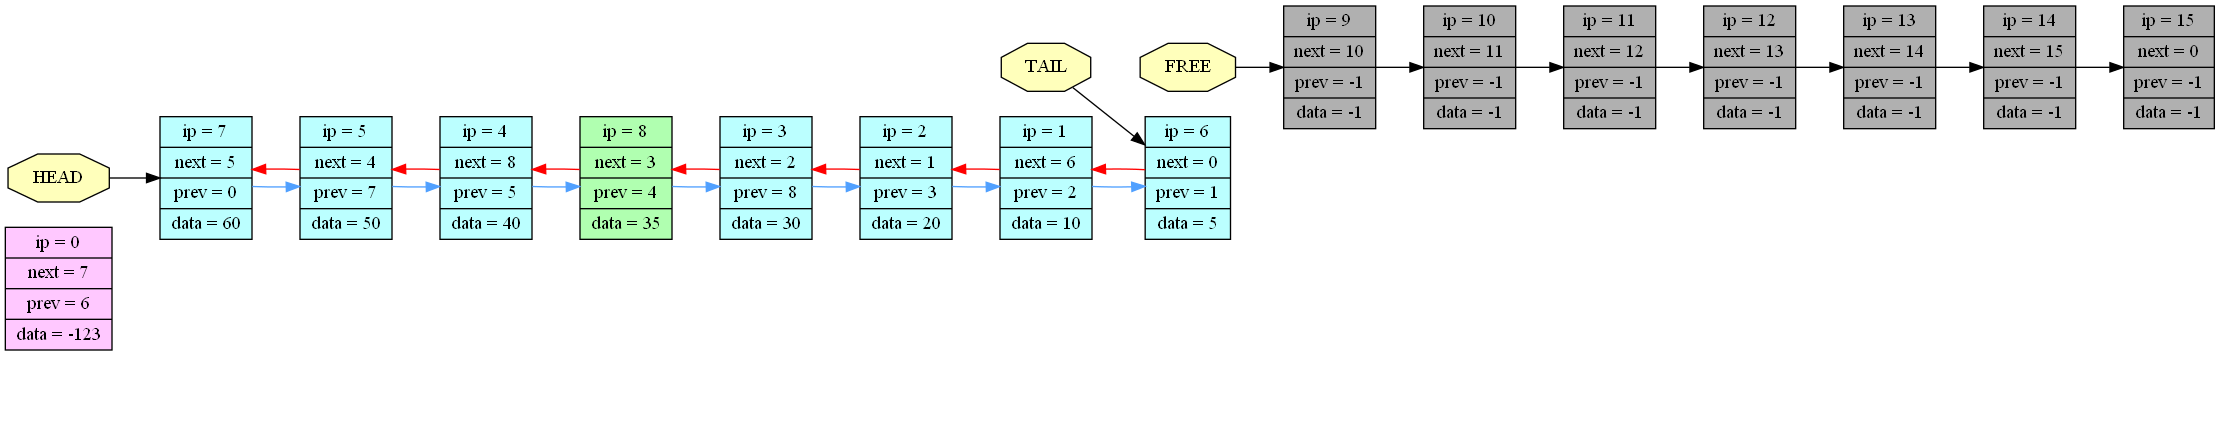 HEAD
ip = 7
next = 5
prev = 0
data = 60
ip = 5
next = 4
prev = 7
data = 50
ip = 4
next = 8
prev = 5
data = 40
ip = 8
next = 3
prev = 4
data = 35
ip = 3
next = 2
prev = 8
data = 30
ip = 2
next = 1
prev = 3
data = 20
ip = 1
next = 6
prev = 2
data = 10
TAIL
ip = 6
next = 0
prev = 1
data = 5
FREE
ip = 9
next = 10
prev = -1
data = -1
ip = 10
next = 11
prev = -1
data = -1
ip = 11
next = 12
prev = -1
data = -1
ip = 12
next = 13
prev = -1
data = -1
ip = 13
next = 14
prev = -1
data = -1
ip = 14
next = 15
prev = -1
data = -1
ip = 15
next = 0
prev = -1
data = -1
ip = 0
next = 7
prev = 6
data = -123